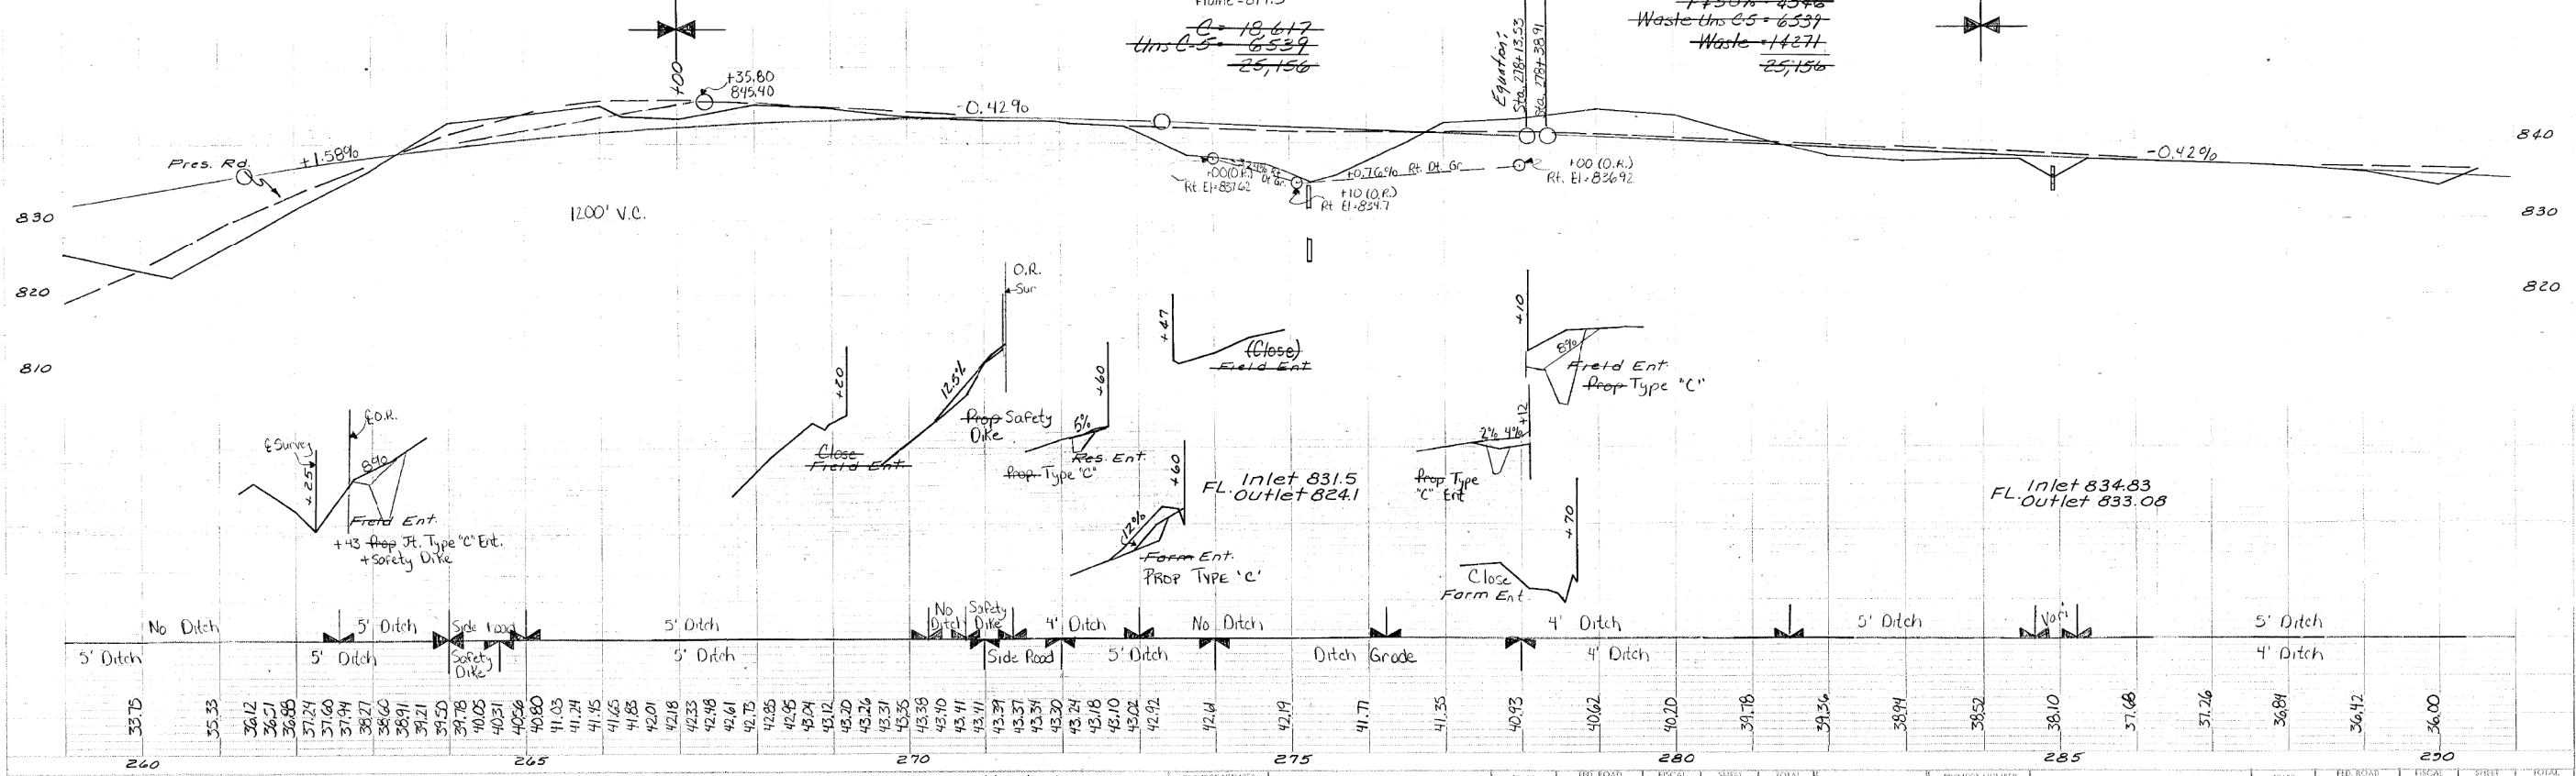 C = 18,617
Uns C-5 = 6539
25,156
Waste Uns C-5 = 6539
Waste = 14271
25,156
+00
+35.80
845.40
-0.42%
Equation:
Sta. 278+13.53
Sta. 278+38.91
840
-0.42%
Pres. Rd.
+1.58%
+00 (O.R.)
Rt. El=837.62
Dt. Gr.
+0.76% Rt. Dt. Gr.
+00 (O.R.)
Rt. El=836.92
+10 (O.R.)
Rt El=834.7
830
1200' V.C.
830
820
820
810
O.R.
Sur
+20
12.5%
+60
+47
(Close)
Field Ent
+10
8%
Field Ent.
Prop Type "C"
Close
Field Ent
Prop Safety
Dike
5%
Res. Ent.
Prop Type "C"
+12
2% 4%
Prop Type
"C" Ent
℄ O.R.
℄ Survey
+25
8%
Field Ent.
+43 Prop Jt. Type "C" Ent.
+Safety Dike
+60
12%
Farm Ent.
PROP TYPE 'C'
FL. Inlet 831.5
Outlet 824.1
+70
Close
Farm Ent.
FL. Inlet 834.83
Outlet 833.08
No Ditch 5' Ditch Side Road 5' Ditch No Ditch Safety Dike 4' Ditch No Ditch 4' Ditch 5' Ditch Vari 5' Ditch
5' Ditch 5' Ditch Safety Dike 5' Ditch Side Road 5' Ditch Ditch Grade 4' Ditch 4' Ditch
33.75 35.33 36.12 36.51 36.88 37.24 37.60 37.94 38.27 38.60 38.91 39.21 39.50 39.78 40.05 40.31 40.56 40.80 41.03 41.24 41.45 41.65 41.83 42.01 42.18 42.33 42.48 42.61 42.73 42.85 42.95 43.04 43.12 43.20 43.26 43.31 43.35 43.38 43.40 43.41 43.41 43.39 43.37 43.34 43.30 43.24 43.18 43.10 43.02 42.92 42.61 42.19 41.77 41.35 40.93 40.62 40.20 39.78 39.36 38.94 38.52 38.10 37.68 37.26 36.84 36.42 36.00
260 265 270 275 280 285 290